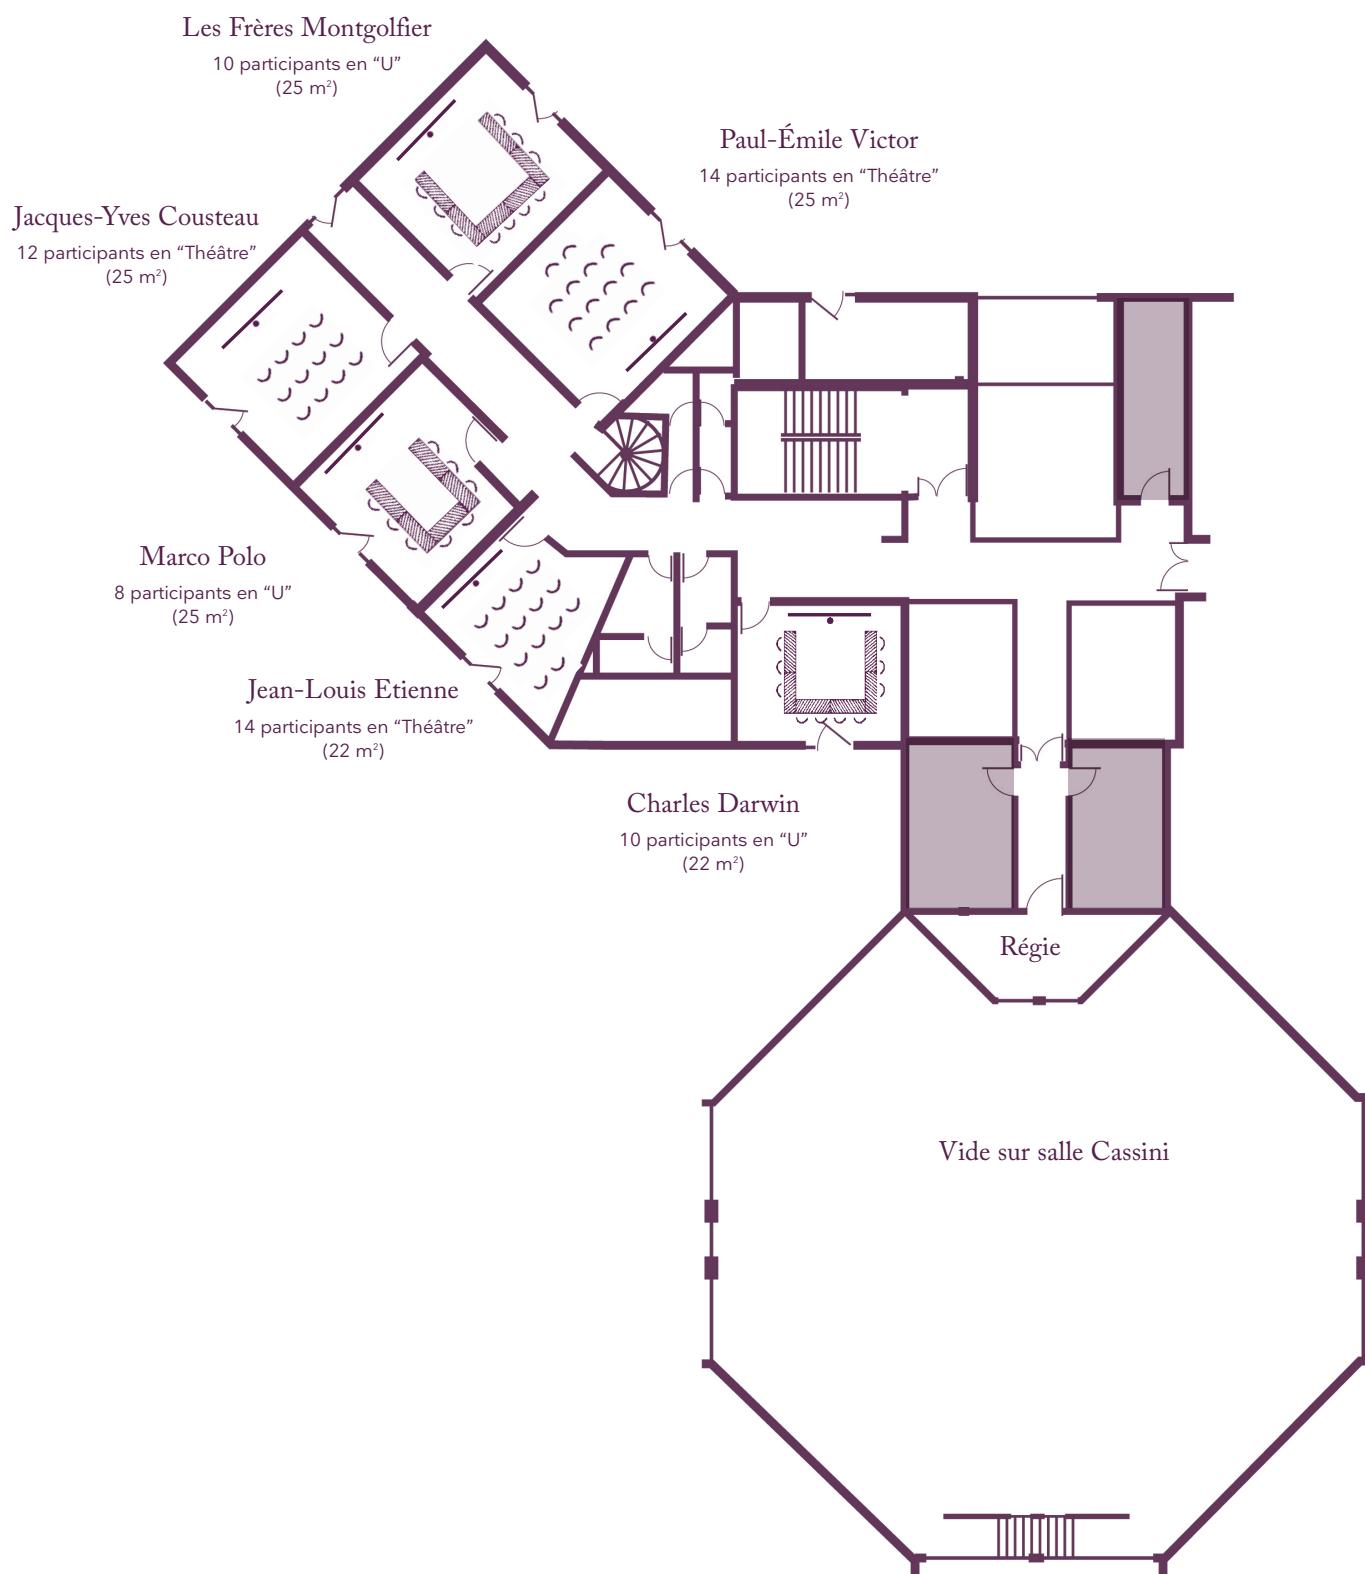 Les Frères Montgolfier
10 participants en “U”
(25 m²)
Paul-Émile Victor
14 participants en “Théâtre”
(25 m²)
Jacques-Yves Cousteau
12 participants en “Théâtre”
(25 m²)
Marco Polo
8 participants en “U”
(25 m²)
Jean-Louis Etienne
14 participants en “Théâtre”
(22 m²)
Charles Darwin
10 participants en “U”
(22 m²)
Régie
Vide sur salle Cassini